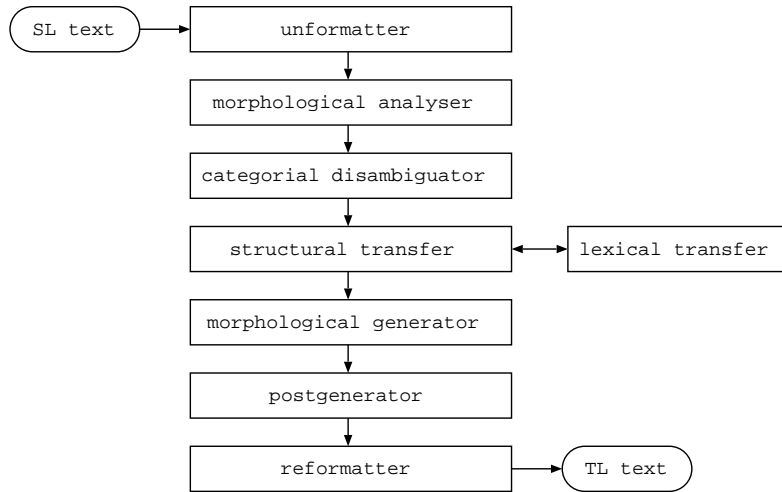 SL text
unformatter
morphological analyser
categorial disambiguator
structural transfer
lexical transfer
morphological generator
postgenerator
reformatter
TL text